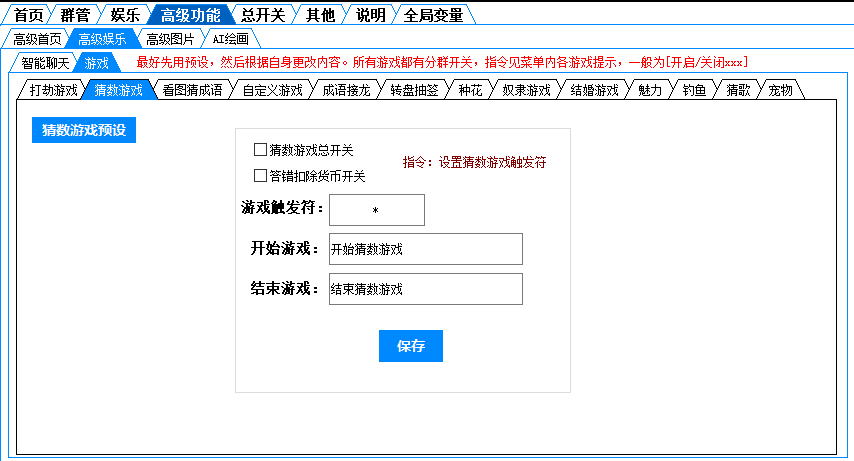 首页 群管 娱乐 高级功能 总开关 其他 说明 全局变量
高级首页 高级娱乐 高级图片 AI绘画
智能聊天 游戏 最好先用预设，然后根据自身更改内容。所有游戏都有分群开关，指令见菜单内各游戏提示，一般为[开启/关闭xxx]
打劫游戏 猜数游戏 看图猜成语 自定义游戏 成语接龙 转盘抽签 种花 奴隶游戏 结婚游戏 魅力 钓鱼 猜歌 宠物
猜数游戏预设
猜数游戏总开关
指令：设置猜数游戏触发符
答错扣除货币开关
游戏触发符： *
开始游戏： 开始猜数游戏
结束游戏： 结束猜数游戏
保存